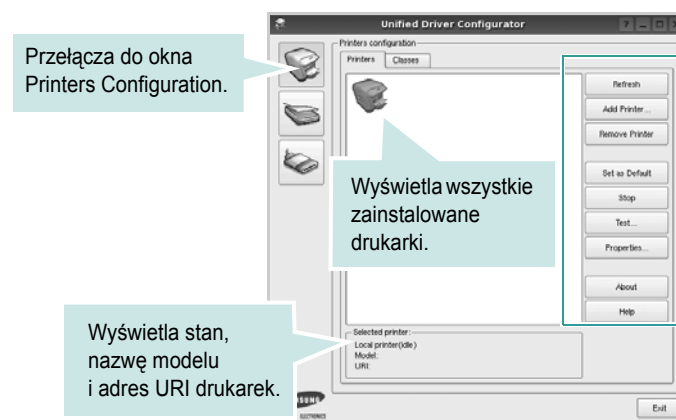 Unified Driver Configurator
Przełącza do okna
Printers Configuration.
Printers configuration
Printers
Classes
Refresh
Add Printer...
Remove Printer
Set as Default
Stop
Test...
Properties...
About
Help
Wyświetla wszystkie
zainstalowane
drukarki.
Selected printer:
Local printer(idle)
Model:
URI:
Wyświetla stan,
nazwę modelu
i adres URI drukarek.
ELECTRONICS
Exit